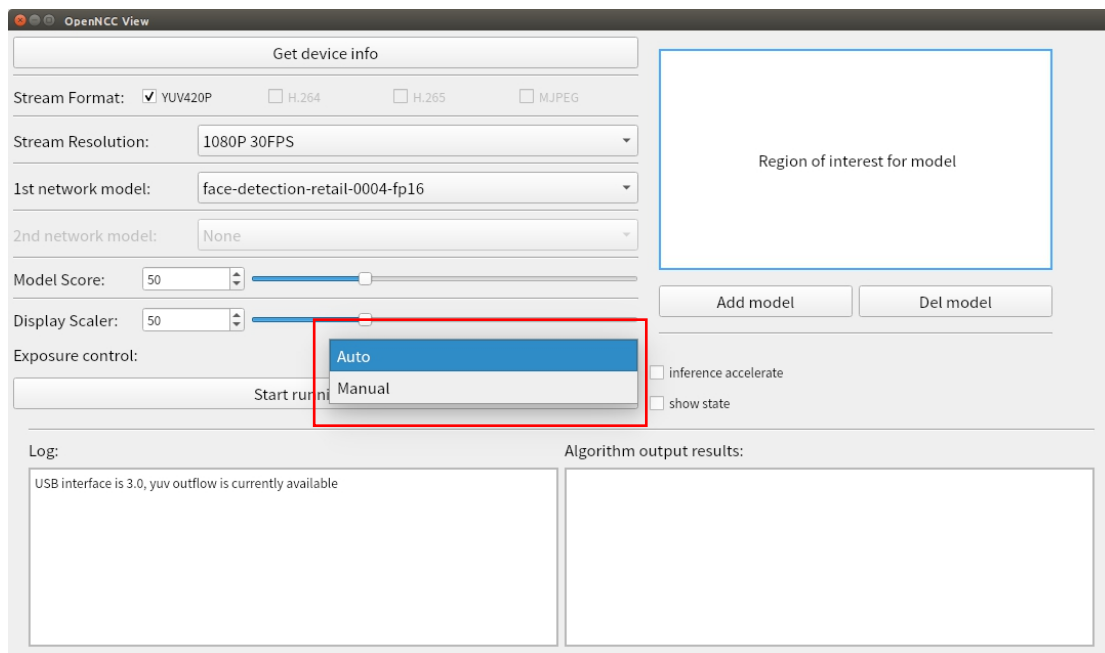 OpenNCC View
Get device info
Stream Format: YUV420P H.264 H.265 MJPEG
Stream Resolution: 1080P 30FPS
1st network model: face-detection-retail-0004-fp16
2nd network model: None
Model Score: 50
Display Scaler: 50
Exposure control:
Auto
Manual
Start runni
Region of interest for model
Add model Del model
inference accelerate
show state
Log:
USB interface is 3.0, yuv outflow is currently available
Algorithm output results: